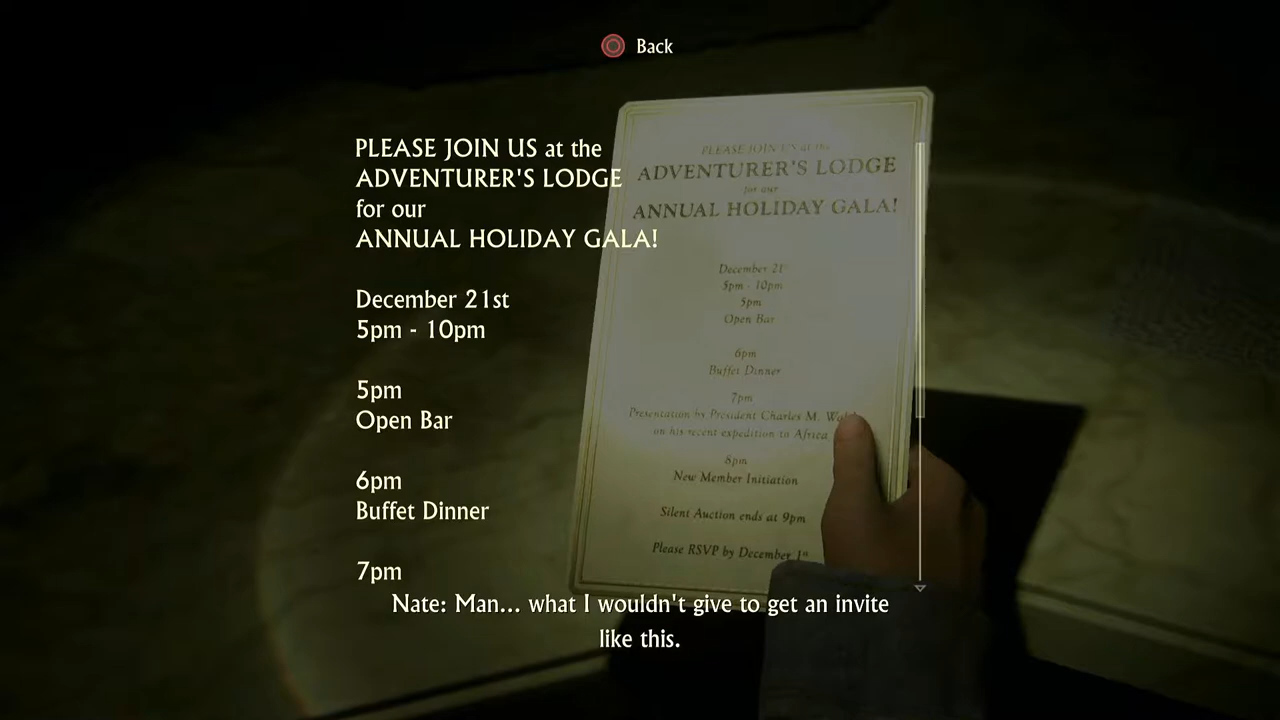 Back
PLEASE JOIN US at the
ADVENTURER'S LODGE
for our
ANNUAL HOLIDAY GALA!
December 21st
5pm - 10pm
5pm
Open Bar
6pm
Buffet Dinner
7pm
PLEASE JOIN US at the
ADVENTURER'S LODGE
for our
ANNUAL HOLIDAY GALA!
December 21st
5pm - 10pm
5pm
Open Bar
6pm
Buffet Dinner
7pm
Presentation by President Charles M.
on his recent expedition to Africa
8pm
New Member Initiation
Silent Auction ends at 9pm
Please RSVP by December 1st
Nate: Man... what I wouldn't give to get an invite
like this.